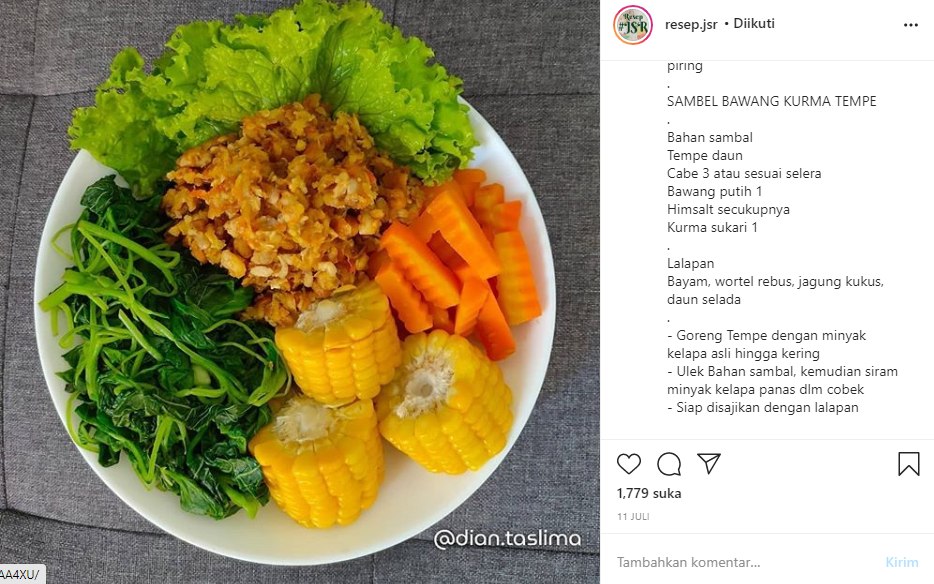 Resep
#JSR
resep.jsr • Diikuti
piring
.
SAMBEL BAWANG KURMA TEMPE
.
Bahan sambal
Tempe daun
Cabe 3 atau sesuai selera
Bawang putih 1
Himsalt secukupnya
Kurma sukari 1
.
Lalapan
Bayam, wortel rebus, jagung kukus,
daun selada
.
- Goreng Tempe dengan minyak
kelapa asli hingga kering
- Ulek Bahan sambal, kemudian siram
minyak kelapa panas dlm cobek
- Siap disajikan dengan lalapan
1,779 suka
11 JULI
Tambahkan komentar... Kirim
@dian.taslima
AA4XU/